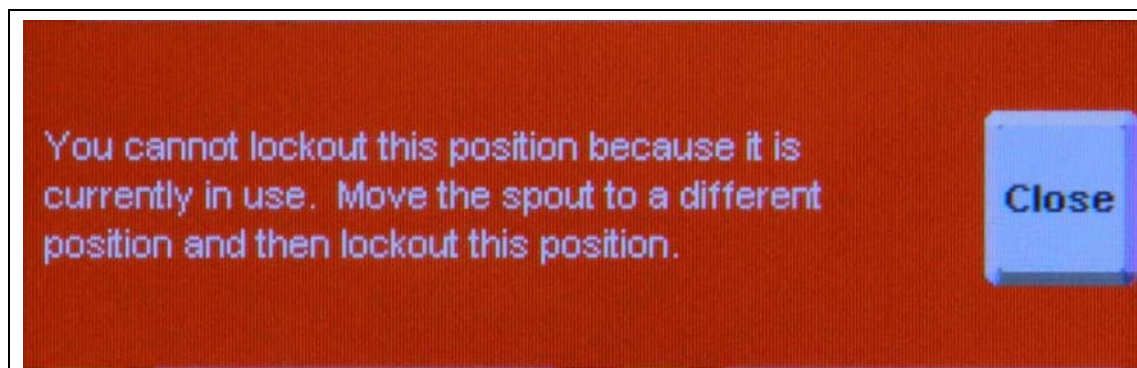 You cannot lockout this position because it is
currently in use. Move the spout to a different
position and then lockout this position.
Close